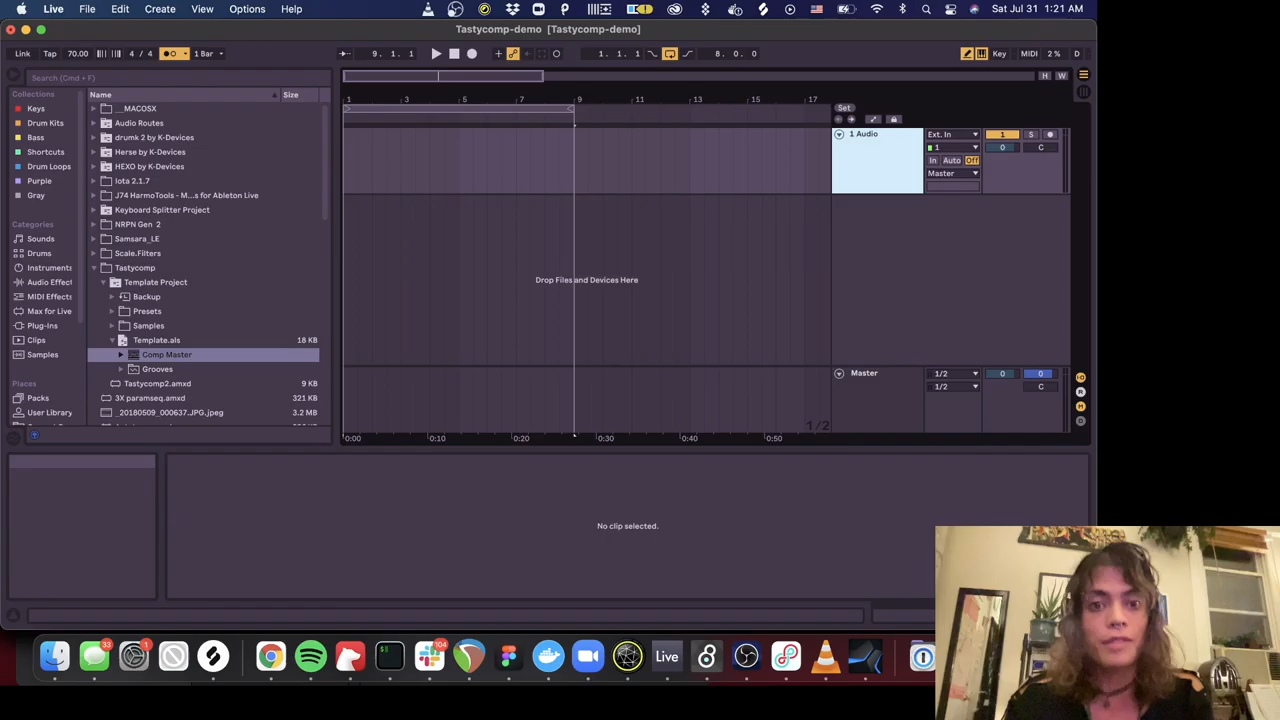 Live File Edit Create View Options Help Sat Jul 31 1:21 AM
Tastycomp-demo [Tastycomp-demo]
Link Tap 70.00 4 / 4 1 Bar 9. 1. 1 1. 1. 1 8. 0. 0 Key MIDI 2 % D
Search (Cmd + F)
H W
Collections
Keys
Drum Kits
Bass
Shortcuts
Drum Loops
Purple
Gray
Categories
Sounds
Drums
Instruments
Audio Effect
MIDI Effects
Max for Live
Plug-Ins
Clips
Samples
Places
Packs
User Library
Name Size
__MACOSX
Audio Routes
drumk 2 by K-Devices
Herse by K-Devices
HEXO by K-Devices
Iota 2.1.7
J74 HarmoTools - M...s for Ableton Live
Keyboard Splitter Project
NRPN Gen 2
Samsara_LE
Scale.Filters
Tastycomp
Template Project
Backup
Presets
Samples
Template.als 18 KB
Comp Master
Grooves
Tastycomp2.amxd 9 KB
3X paramseq.amxd 321 KB
_20180509_000637.JPG.jpeg 3.2 MB
1 3 5 7 9 11 13 15 17
Set
1 Audio
Ext. In 1 S
1 0 C
In Auto Off
Master
Drop Files and Devices Here
Master 1/2 0 0
1/2 C
1/2
0:00 0:10 0:20 0:30 0:40 0:50
No clip selected.
33 1 104 Live